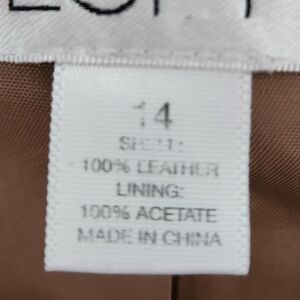 14
SHELL:
100% LEATHER
LINING:
100% ACETATE
MADE IN CHINA